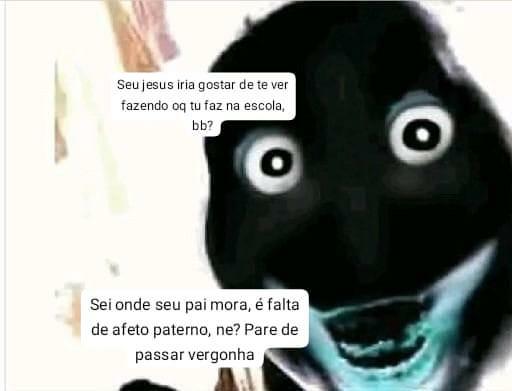 Seu jesus iria gostar de te ver
fazendo oq tu faz na escola,
bb?
Sei onde seu pai mora, é falta
de afeto paterno, ne? Pare de
passar vergonha